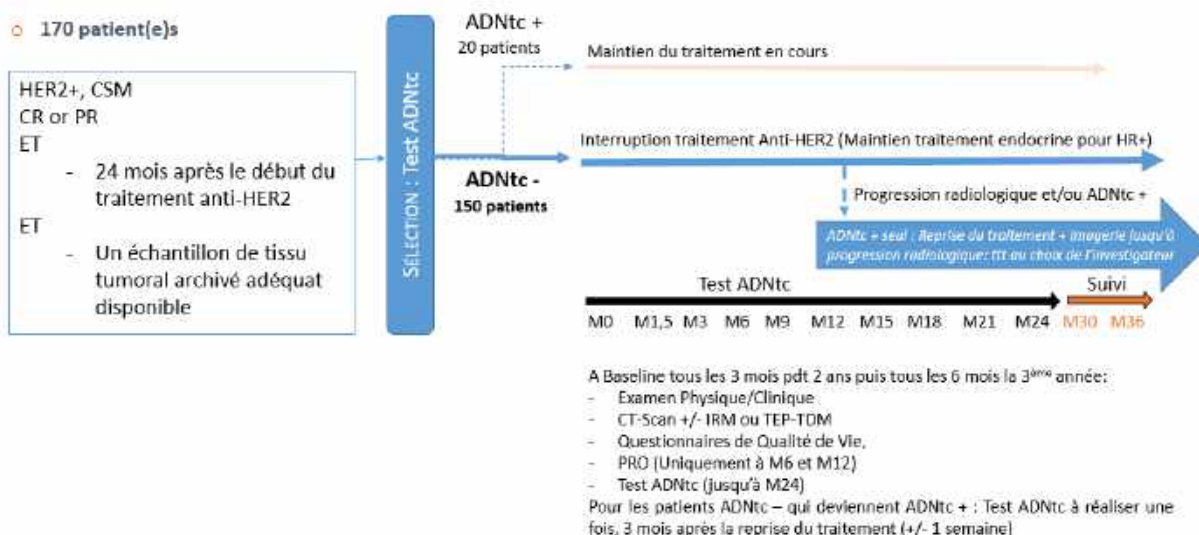 170 patient(e)s
HER2+, CSM
CR or PR
ET
- 24 mois après le début du
traitement anti-HER2
ET
- Un échantillon de tissu
tumoral archivé adéquat
disponible
SELECTION : Test ADNtc
ADNtc +
20 patients
ADNtc -
150 patients
Maintien du traitement en cours
Interruption traitement Anti-HER2 (Maintien traitement endocrine pour HR+)
Progression radiologique et/ou ADNtc +
ADNtc + seul : Reprise du traitement + Imagerie jusqu'à
progression radiologique: ttt au choix de l'investigateur
Test ADNtc
Suivi
M0 M1,5 M3 M6 M9 M12 M15 M18 M21 M24 M30 M36
A Baseline tous les 3 mois pdt 2 ans puis tous les 6 mois la 3ème année:
- Examen Physique/Clinique
- CT-Scan +/- IRM ou TEP-TDM
- Questionnaires de Qualité de Vie,
- PRO (Uniquement à M6 et M12)
- Test ADNtc (jusqu'à M24)
Pour les patients ADNtc – qui deviennent ADNtc + : Test ADNtc à réaliser une
fois, 3 mois après la reprise du traitement (+/- 1 semaine)